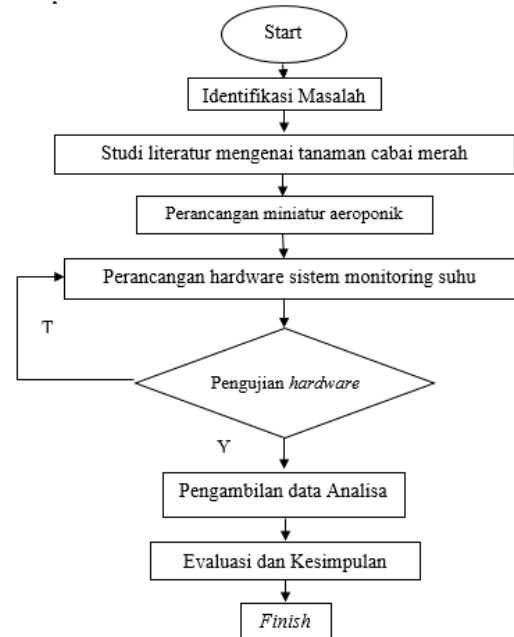 Start
Identifikasi Masalah
Studi literatur mengenai tanaman cabai merah
Perancangan miniatur aeroponik
Perancangan hardware sistem monitoring suhu
T
Pengujian hardware
Y
Pengambilan data Analisa
Evaluasi dan Kesimpulan
Finish